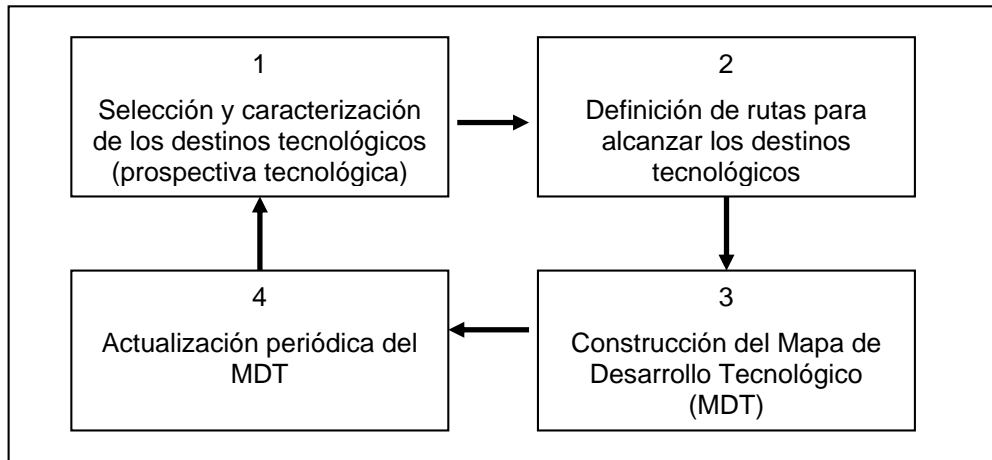 1
Selección y caracterización
de los destinos tecnológicos
(prospectiva tecnológica)
2
Definición de rutas para
alcanzar los destinos
tecnológicos
3
Construcción del Mapa de
Desarrollo Tecnológico
(MDT)
4
Actualización periódica del
MDT